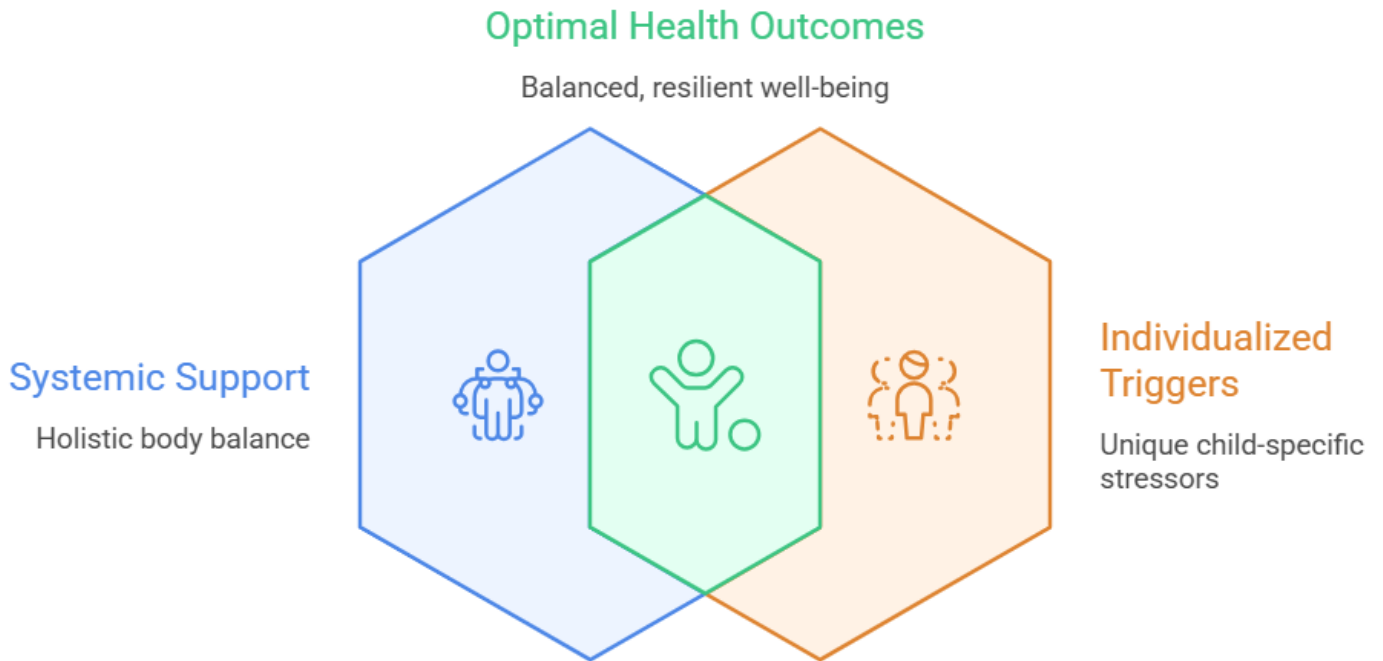 Optimal Health Outcomes
Balanced, resilient well-being
Systemic Support
Holistic body balance
Individualized
Triggers
Unique child-specific
stressors